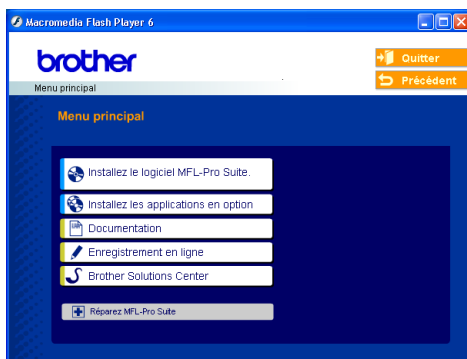 Macromedia Flash Player 6
brother
Quitter
Précédent
Menu principal
Menu principal
Installez le logiciel MFL-Pro Suite.
Installez les applications en option
Documentation
Enregistrement en ligne
Brother Solutions Center
Réparez MFL-Pro Suite